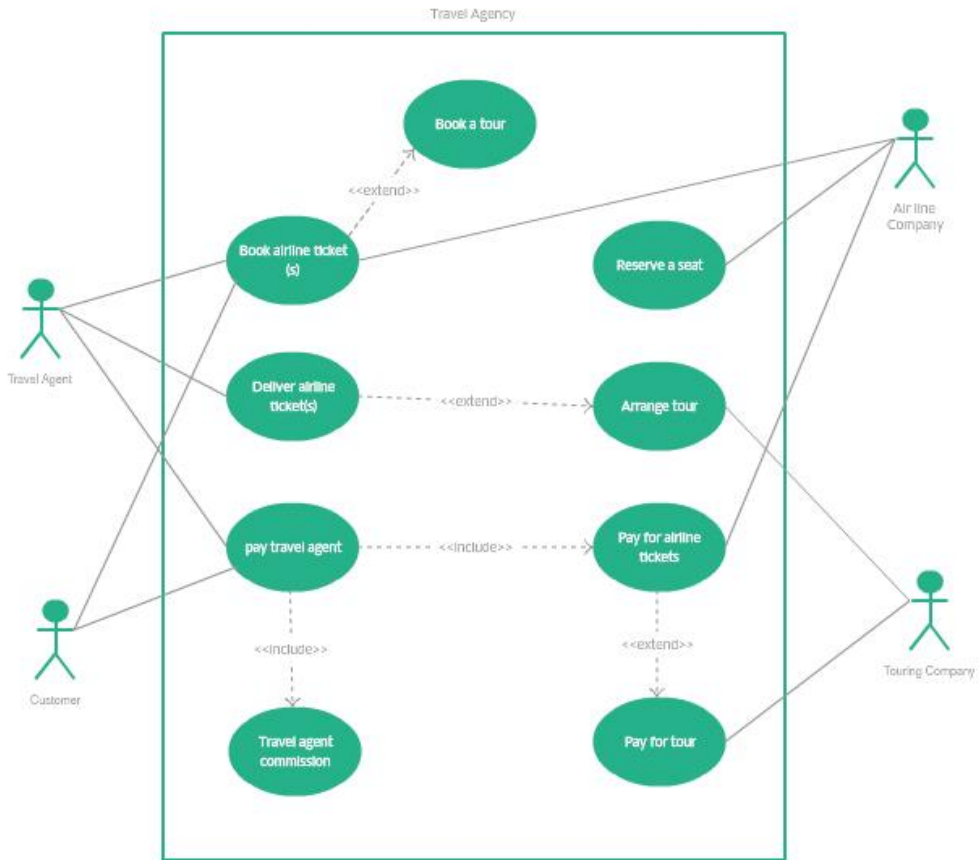 Travel Agency
Book a tour
<<extend>>
Air line
Company
Book airline ticket
(s)
Reserve a seat
Travel Agent
Deliver airline
ticket(s)
<<extend>>
Arrange tour
pay travel agent
<<include>>
Pay for airline
tickets
<<include>>
<<extend>>
Customer
Touring Company
Travel agent
commission
Pay for tour